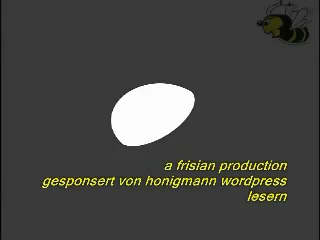 a frisian production
gesponsert von honigmann wordpress
lesern